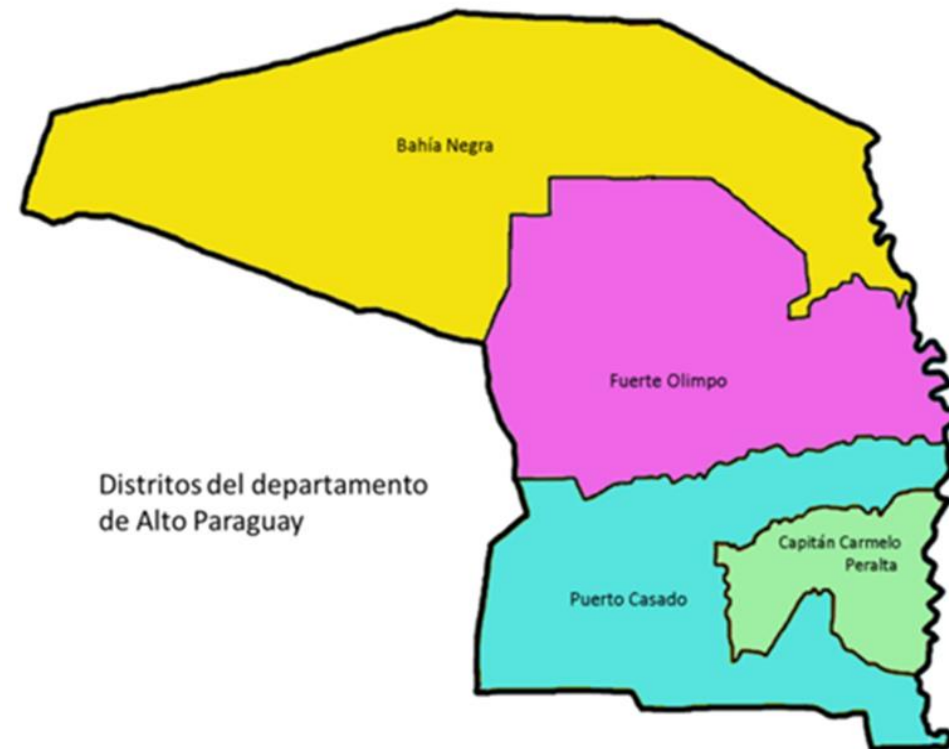 Bahía Negra
Fuerte Olimpo
Distritos del departamento
de Alto Paraguay
Capitán Carmelo
Peralta
Puerto Casado